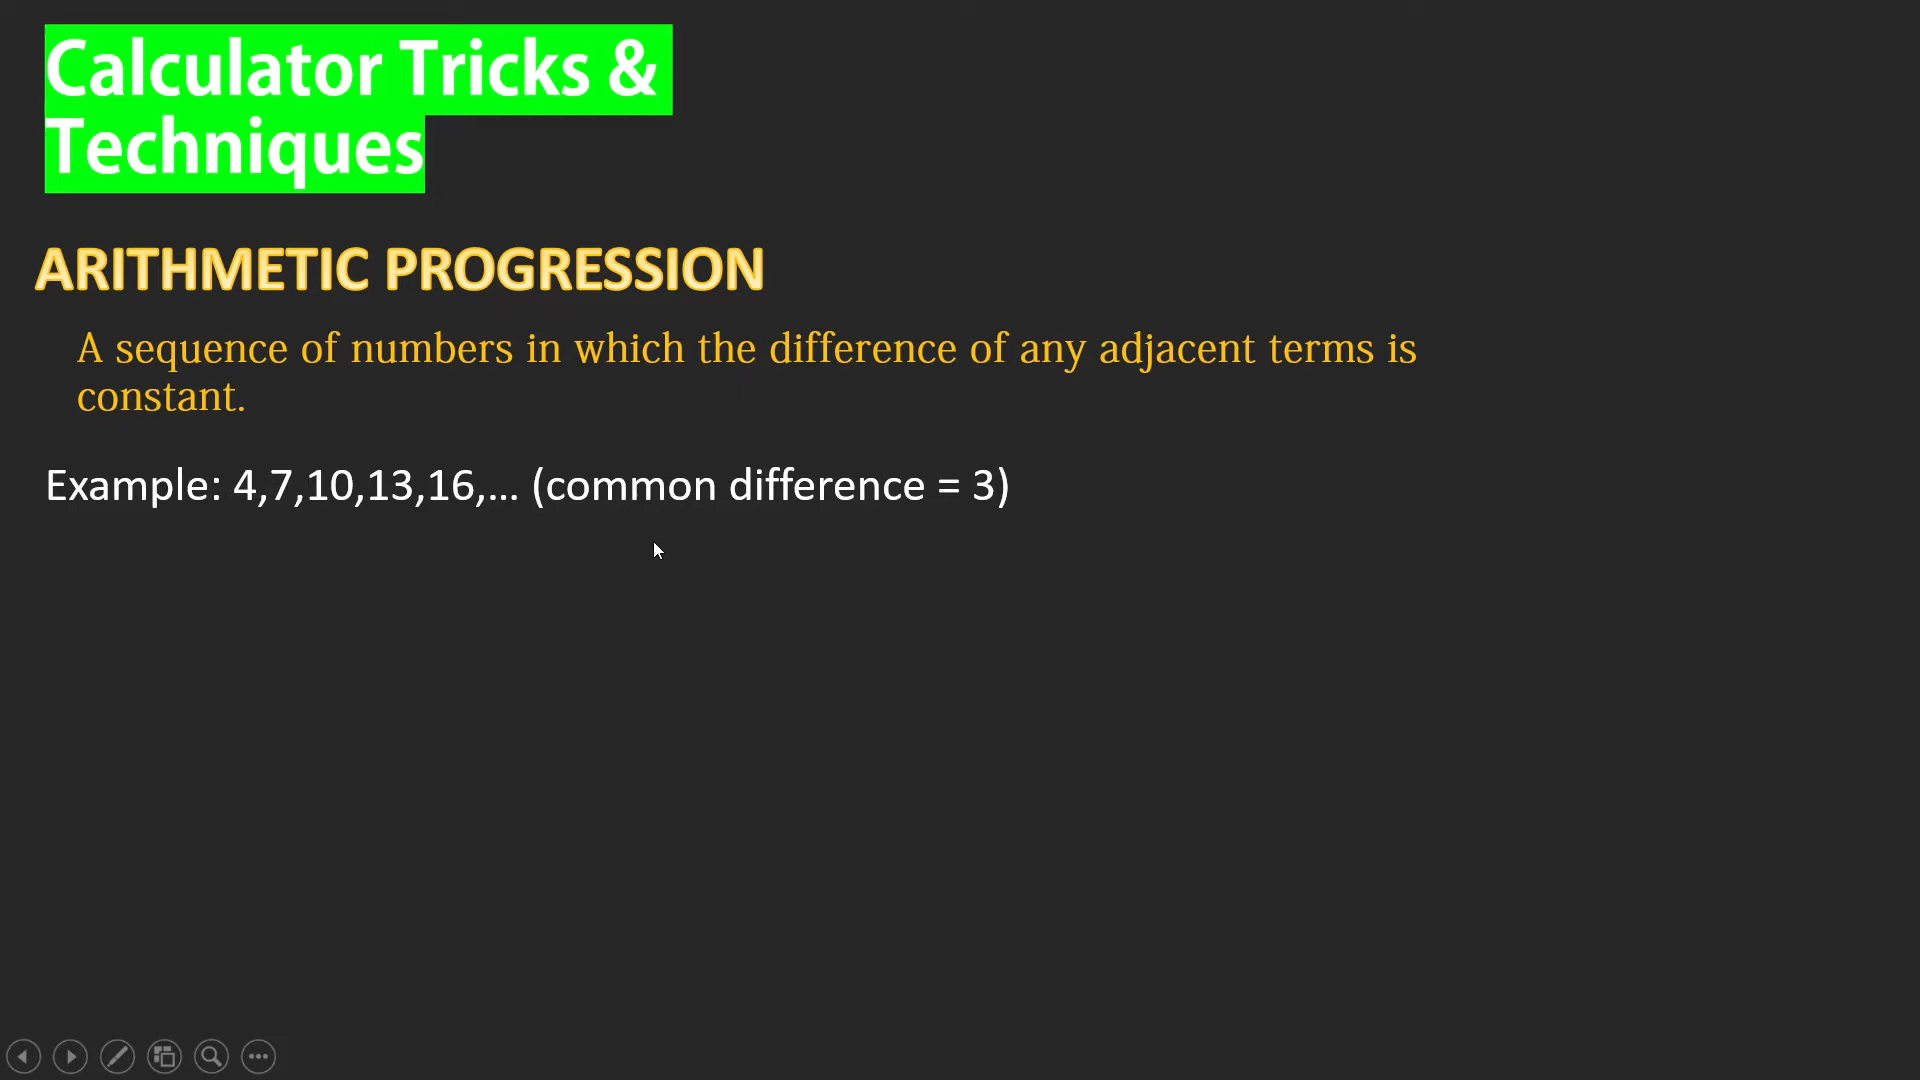 Calculator Tricks &
Techniques
ARITHMETIC PROGRESSION
A sequence of numbers in which the difference of any adjacent terms is
constant.
Example: 4,7,10,13,16,... (common difference = 3)